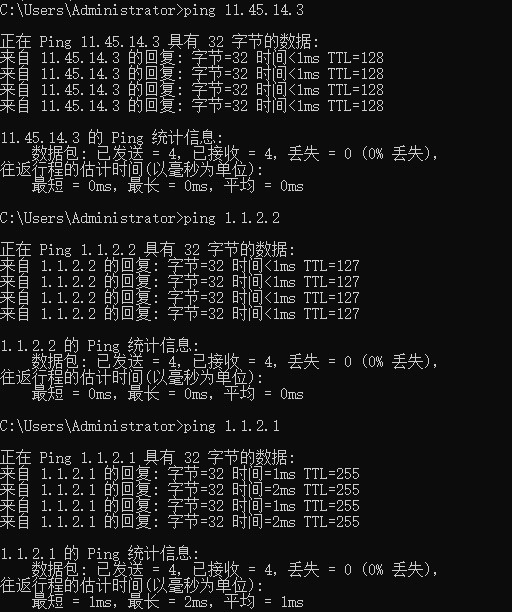 C:\Users\Administrator>ping 11.45.14.3
正在 Ping 11.45.14.3 具有 32 字节的数据:
来自 11.45.14.3 的回复: 字节=32 时间<1ms TTL=128
来自 11.45.14.3 的回复: 字节=32 时间<1ms TTL=128
来自 11.45.14.3 的回复: 字节=32 时间<1ms TTL=128
来自 11.45.14.3 的回复: 字节=32 时间<1ms TTL=128
11.45.14.3 的 Ping 统计信息:
数据包: 已发送 = 4，已接收 = 4，丢失 = 0 (0% 丢失)，
往返行程的估计时间(以毫秒为单位):
最短 = 0ms，最长 = 0ms，平均 = 0ms
C:\Users\Administrator>ping 1.1.2.2
正在 Ping 1.1.2.2 具有 32 字节的数据:
来自 1.1.2.2 的回复: 字节=32 时间<1ms TTL=127
来自 1.1.2.2 的回复: 字节=32 时间<1ms TTL=127
来自 1.1.2.2 的回复: 字节=32 时间<1ms TTL=127
来自 1.1.2.2 的回复: 字节=32 时间<1ms TTL=127
1.1.2.2 的 Ping 统计信息:
数据包: 已发送 = 4，已接收 = 4，丢失 = 0 (0% 丢失)，
往返行程的估计时间(以毫秒为单位):
最短 = 0ms，最长 = 0ms，平均 = 0ms
C:\Users\Administrator>ping 1.1.2.1
正在 Ping 1.1.2.1 具有 32 字节的数据:
来自 1.1.2.1 的回复: 字节=32 时间=1ms TTL=255
来自 1.1.2.1 的回复: 字节=32 时间=2ms TTL=255
来自 1.1.2.1 的回复: 字节=32 时间=1ms TTL=255
来自 1.1.2.1 的回复: 字节=32 时间=2ms TTL=255
1.1.2.1 的 Ping 统计信息:
数据包: 已发送 = 4，已接收 = 4，丢失 = 0 (0% 丢失)，
往返行程的估计时间(以毫秒为单位):
最短 = 1ms，最长 = 2ms，平均 = 1ms